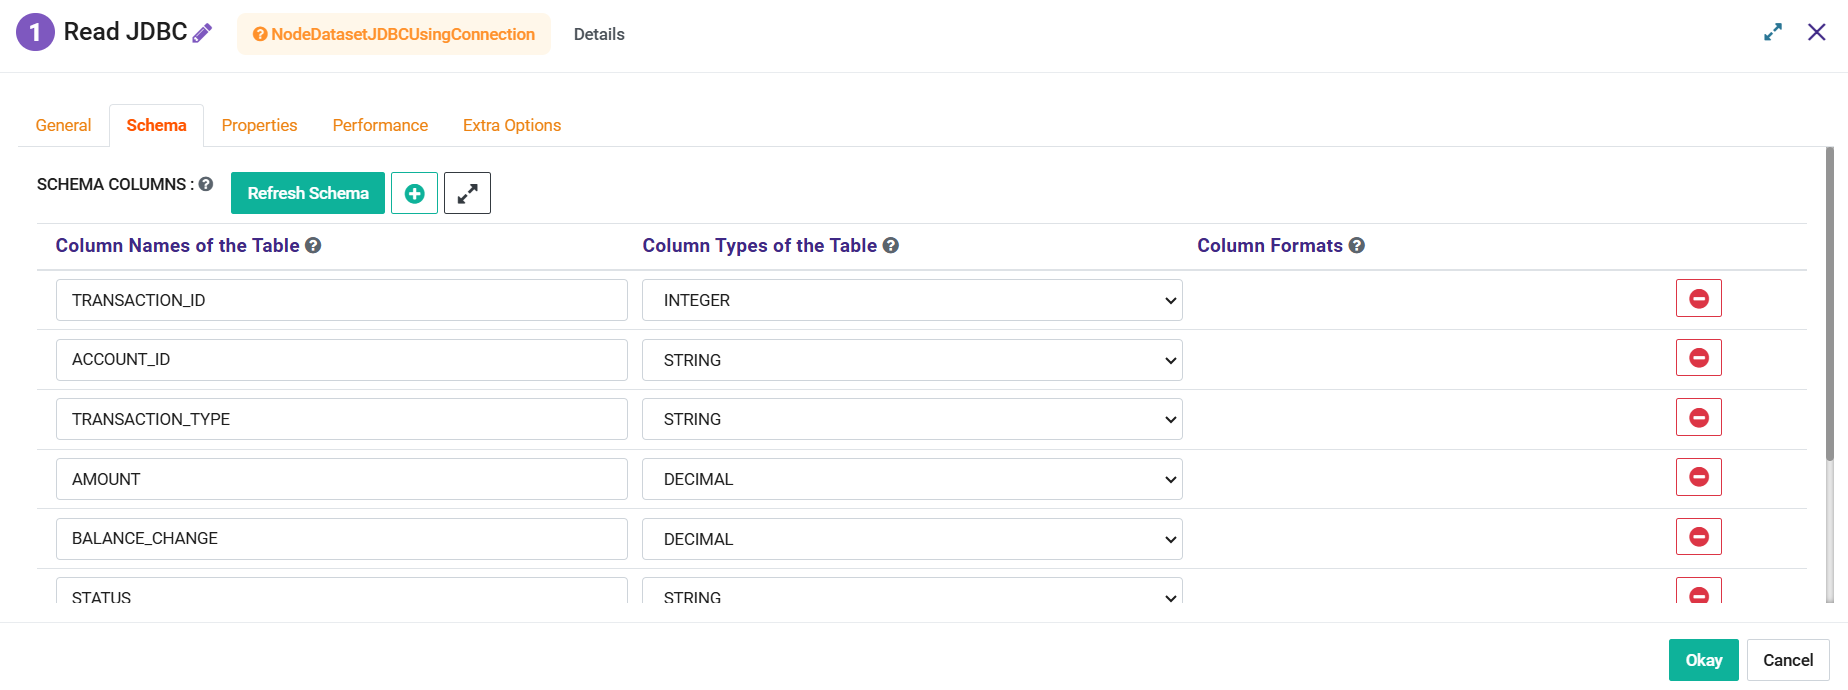 1 Read JDBC NodeDatasetJDBCUsingConnection Details
General Schema Properties Performance Extra Options
SCHEMA COLUMNS : Refresh Schema
Column Names of the Table Column Types of the Table Column Formats
TRANSACTION_ID INTEGER
ACCOUNT_ID STRING
TRANSACTION_TYPE STRING
AMOUNT DECIMAL
BALANCE_CHANGE DECIMAL
STATUS STRING
Okay Cancel